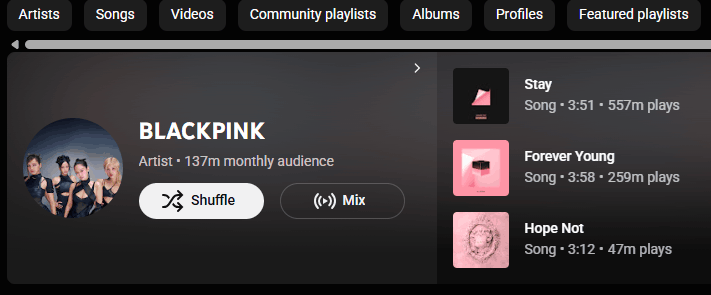 Artists
Songs
Videos
Community playlists
Albums
Profiles
Featured playlists
BLACKPINK
Artist • 137m monthly audience
Shuffle
Mix
Stay
Song • 3:51 • 557m plays
Forever Young
Song • 3:58 • 259m plays
Hope Not
Song • 3:12 • 47m plays